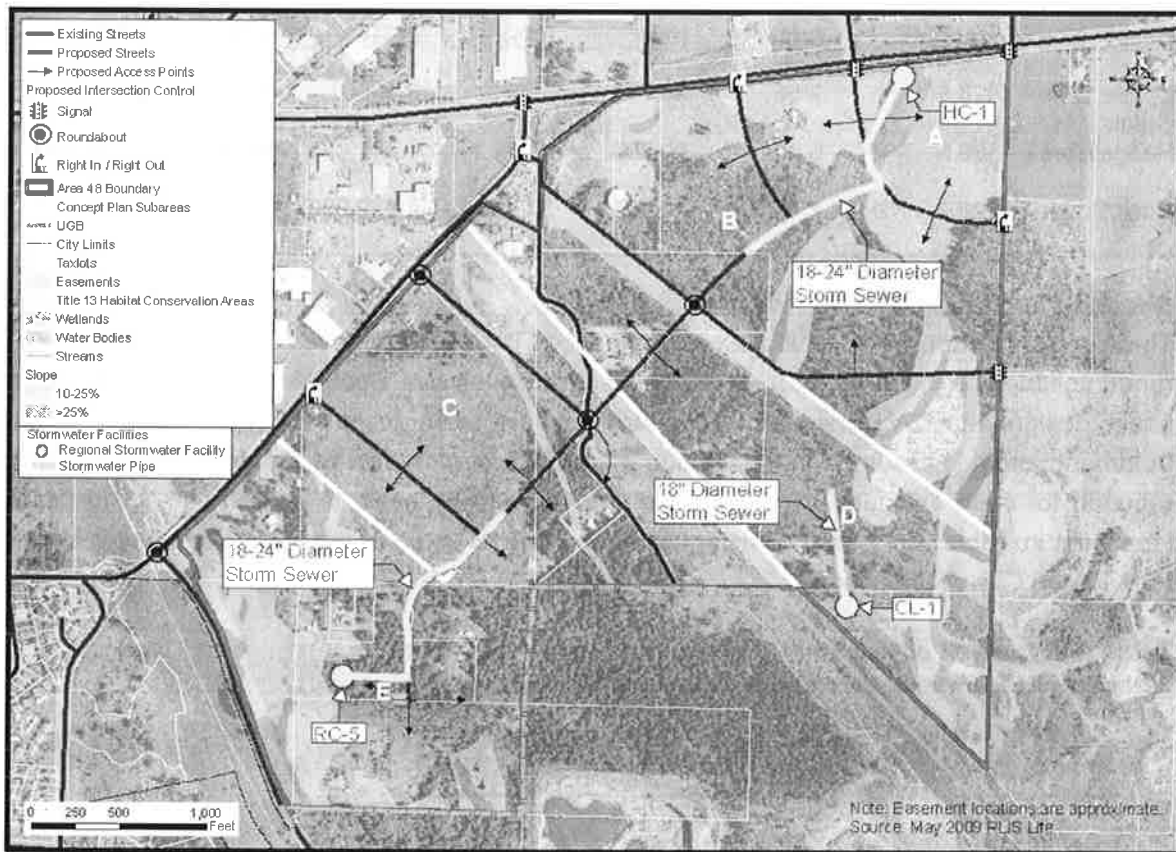 Existing Streets
Proposed Streets
Proposed Access Points
Proposed Intersection Control
Signal
Roundabout
Right In / Right Out
Area 48 Boundary
Concept Plan Subareas
UGB
City Limits
Taxlots
Easements
Title 13 Habitat Conservation Areas
Wetlands
Water Bodies
Streams
Slope
10-25%
>25%
Stormwater Facilities
Regional Stormwater Facility
Stormwater Pipe
HC-1
A
B
18-24" Diameter
Storm Sewer
C
18" Diameter
Storm Sewer
18-24" Diameter
Storm Sewer
CL-1
E
RC-5
0 250 500 1,000
Feet
Note: Easement locations are approximate.
Source: May 2009 RLIS Lite